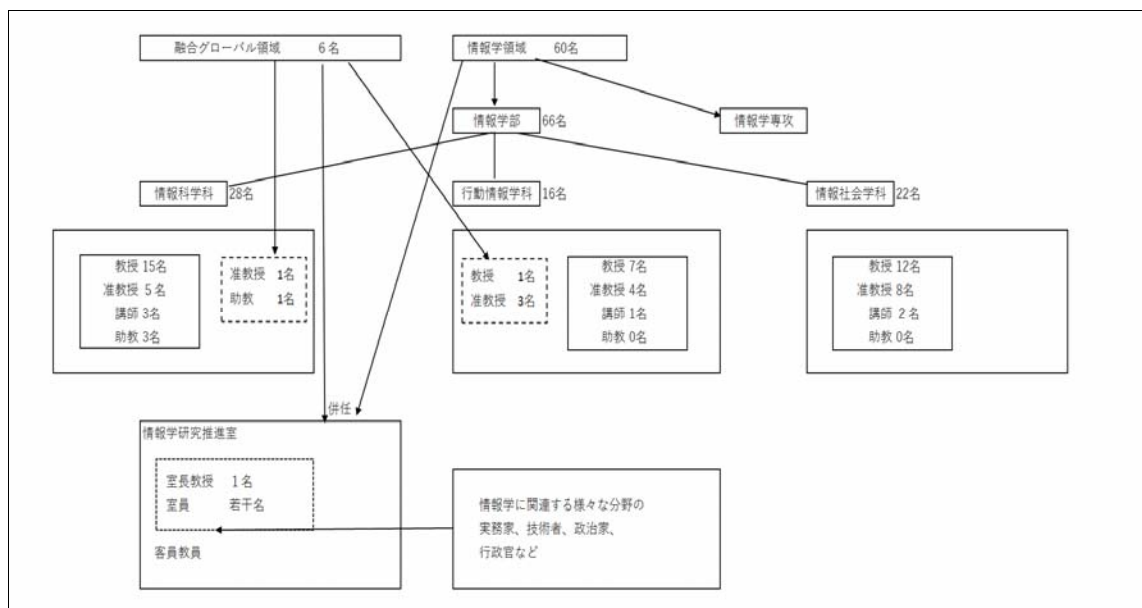 融合グローバル領域 6名
情報学領域 60名
情報学部 66名
情報学専攻
情報科学科 28名
行動情報学科 16名
情報社会学科 22名
教授 15名
准教授 5名
講師 3名
助教 3名
准教授 1名
助教 1名
教授 1名
准教授 3名
教授 7名
准教授 4名
講師 1名
助教 0名
教授 12名
准教授 8名
講師 2名
助教 0名
併任
情報学研究推進室
室長教授 1名
室員 若干名
客員教員
情報学に関連する様々な分野の
実務家、技術者、政治家、
行政官など